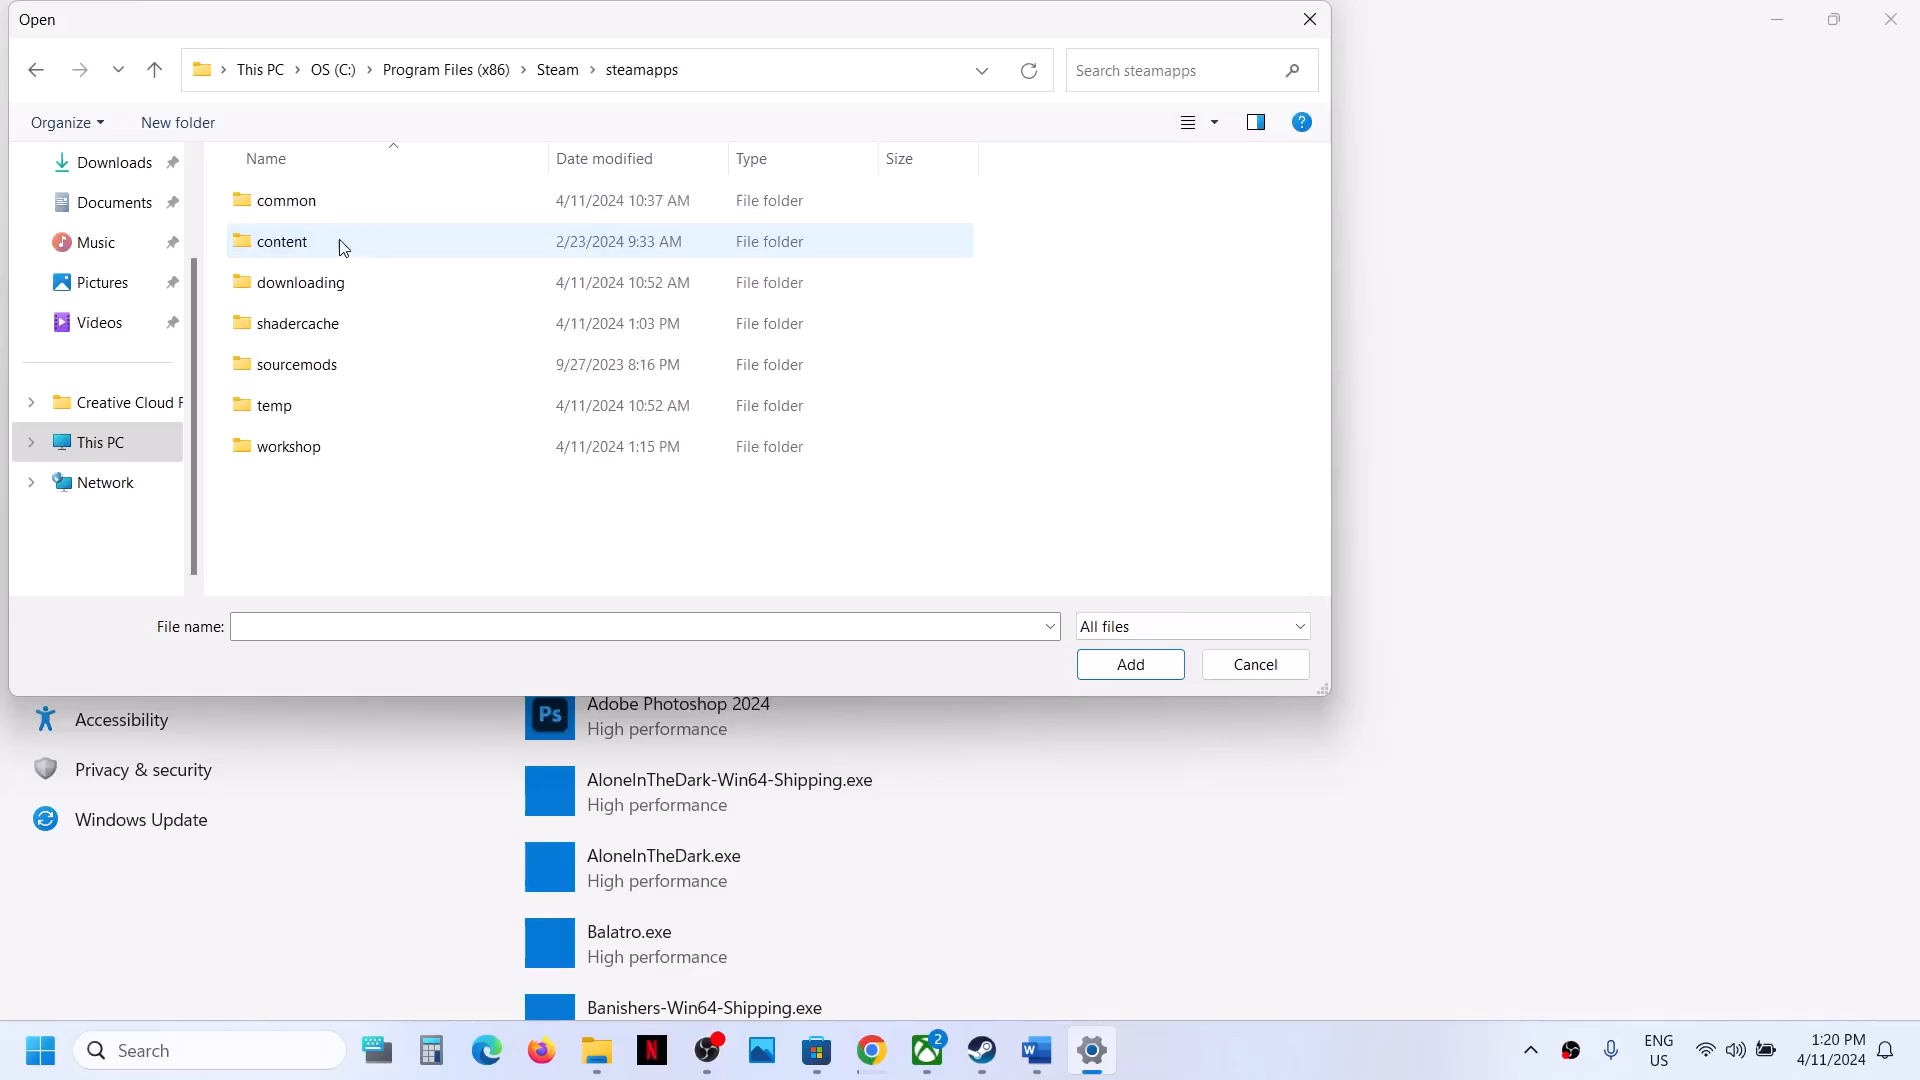 Open
This PC > OS (C:) > Program Files (x86) > Steam > steamapps
Search steamapps
Organize
New folder
Name
Date modified
Type
Size
Downloads
Documents
Music
Pictures
Videos
Creative Cloud F
This PC
Network
common 4/11/2024 10:37 AM File folder
content 2/23/2024 9:33 AM File folder
downloading 4/11/2024 10:52 AM File folder
shadercache 4/11/2024 1:03 PM File folder
sourcemods 9/27/2023 8:16 PM File folder
temp 4/11/2024 10:52 AM File folder
workshop 4/11/2024 1:15 PM File folder
File name:
All files
Add
Cancel
Accessibility
Privacy & security
Windows Update
Ps
Adobe Photoshop 2024
High performance
AloneInTheDark-Win64-Shipping.exe
High performance
AloneInTheDark.exe
High performance
Balatro.exe
High performance
Banishers-Win64-Shipping.exe
Search
N
2
W
ENG
US
1:20 PM
4/11/2024